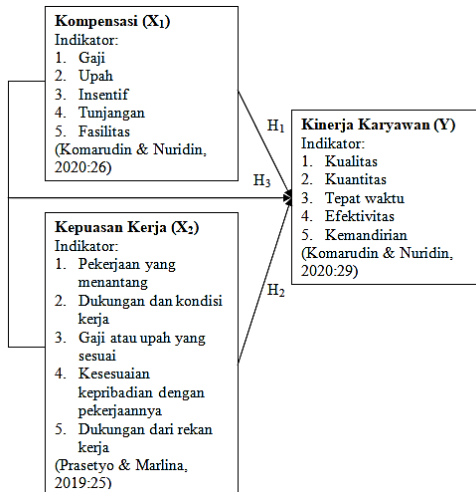 Kompensasi (X₁)
Indikator:
1. Gaji
2. Upah
3. Insentif
4. Tunjangan
5. Fasilitas
(Komarudin & Nuridin,
2020:26)
H₁
H₃
Kinerja Karyawan (Y)
Indikator:
1. Kualitas
2. Kuantitas
3. Tepat waktu
4. Efektivitas
5. Kemandirian
(Komarudin & Nuridin,
2020:29)
Kepuasan Kerja (X₂)
Indikator:
1. Pekerjaan yang
menantang
2. Dukungan dan kondisi
kerja
3. Gaji atau upah yang
sesuai
4. Kesesuaian
kepribadian dengan
pekerjaannya
5. Dukungan dari rekan
kerja
(Prasetyo & Marlina,
2019:25)
H₂